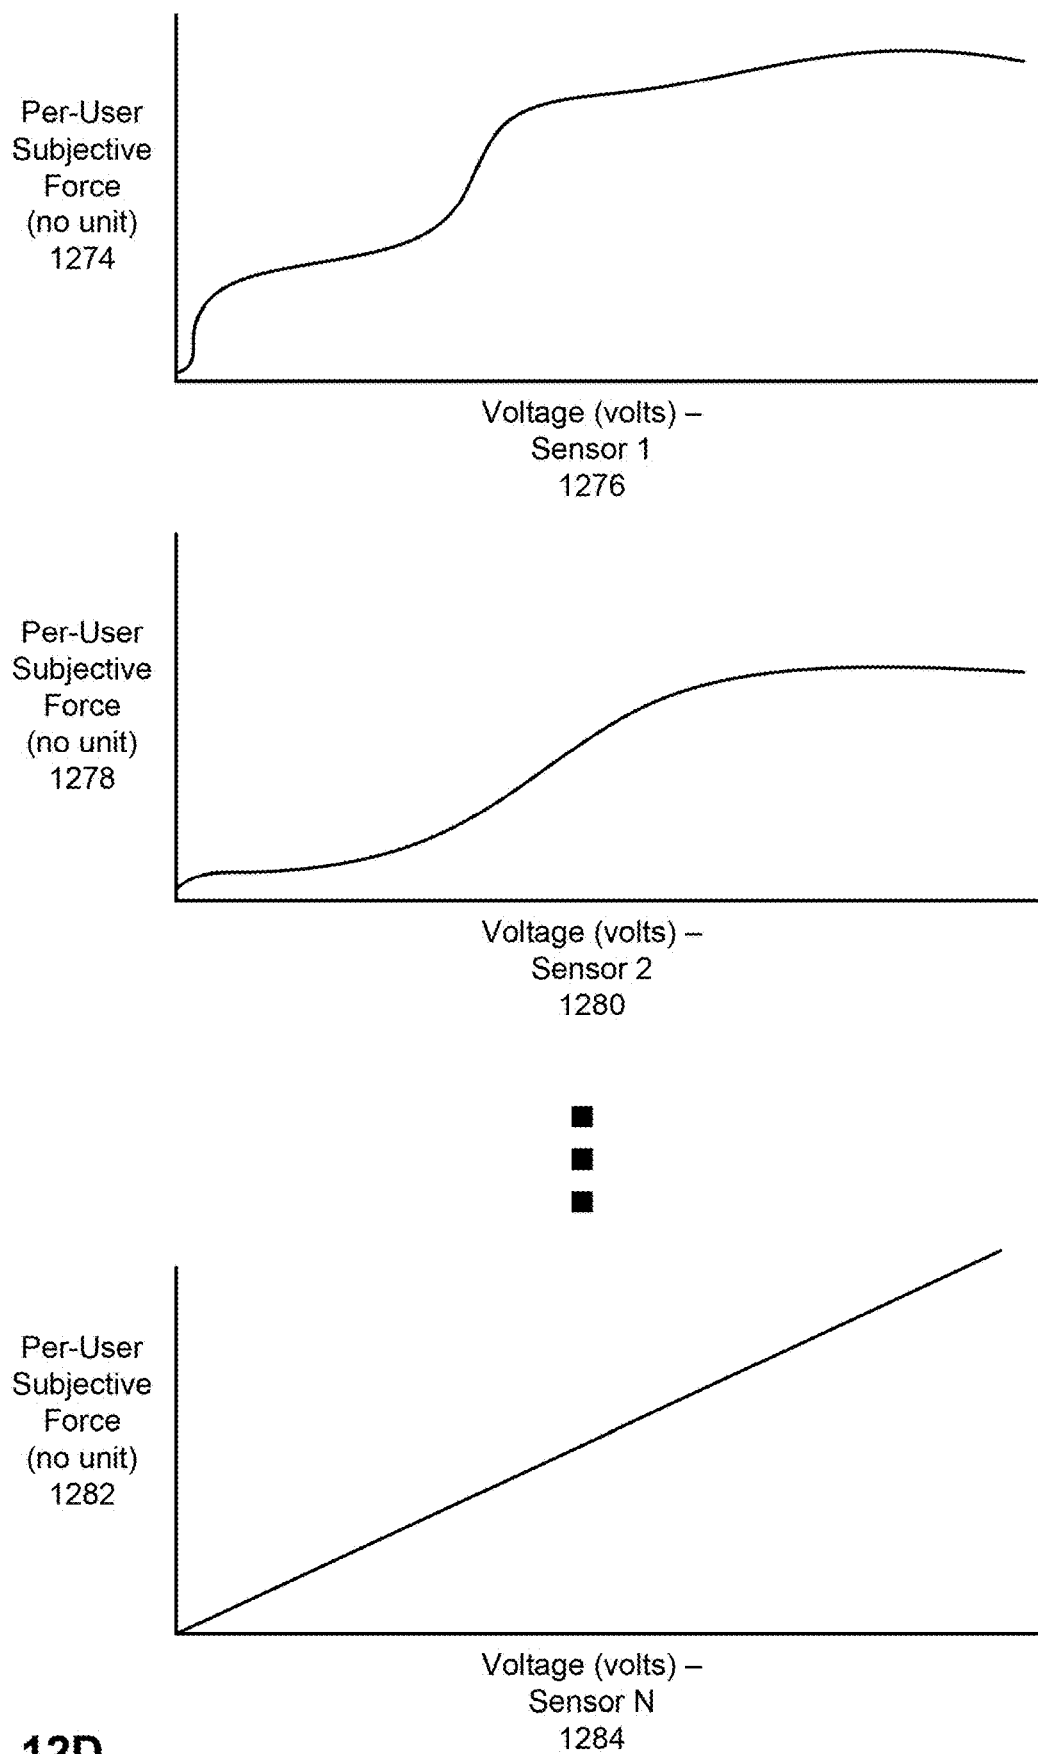 Per-User
Subjective
Force
(no unit)
1274
Voltage (volts) –
Sensor 1
1276
Per-User
Subjective
Force
(no unit)
1278
Voltage (volts) –
Sensor 2
1280
Per-User
Subjective
Force
(no unit)
1282
Voltage (volts) –
Sensor N
1284
12D